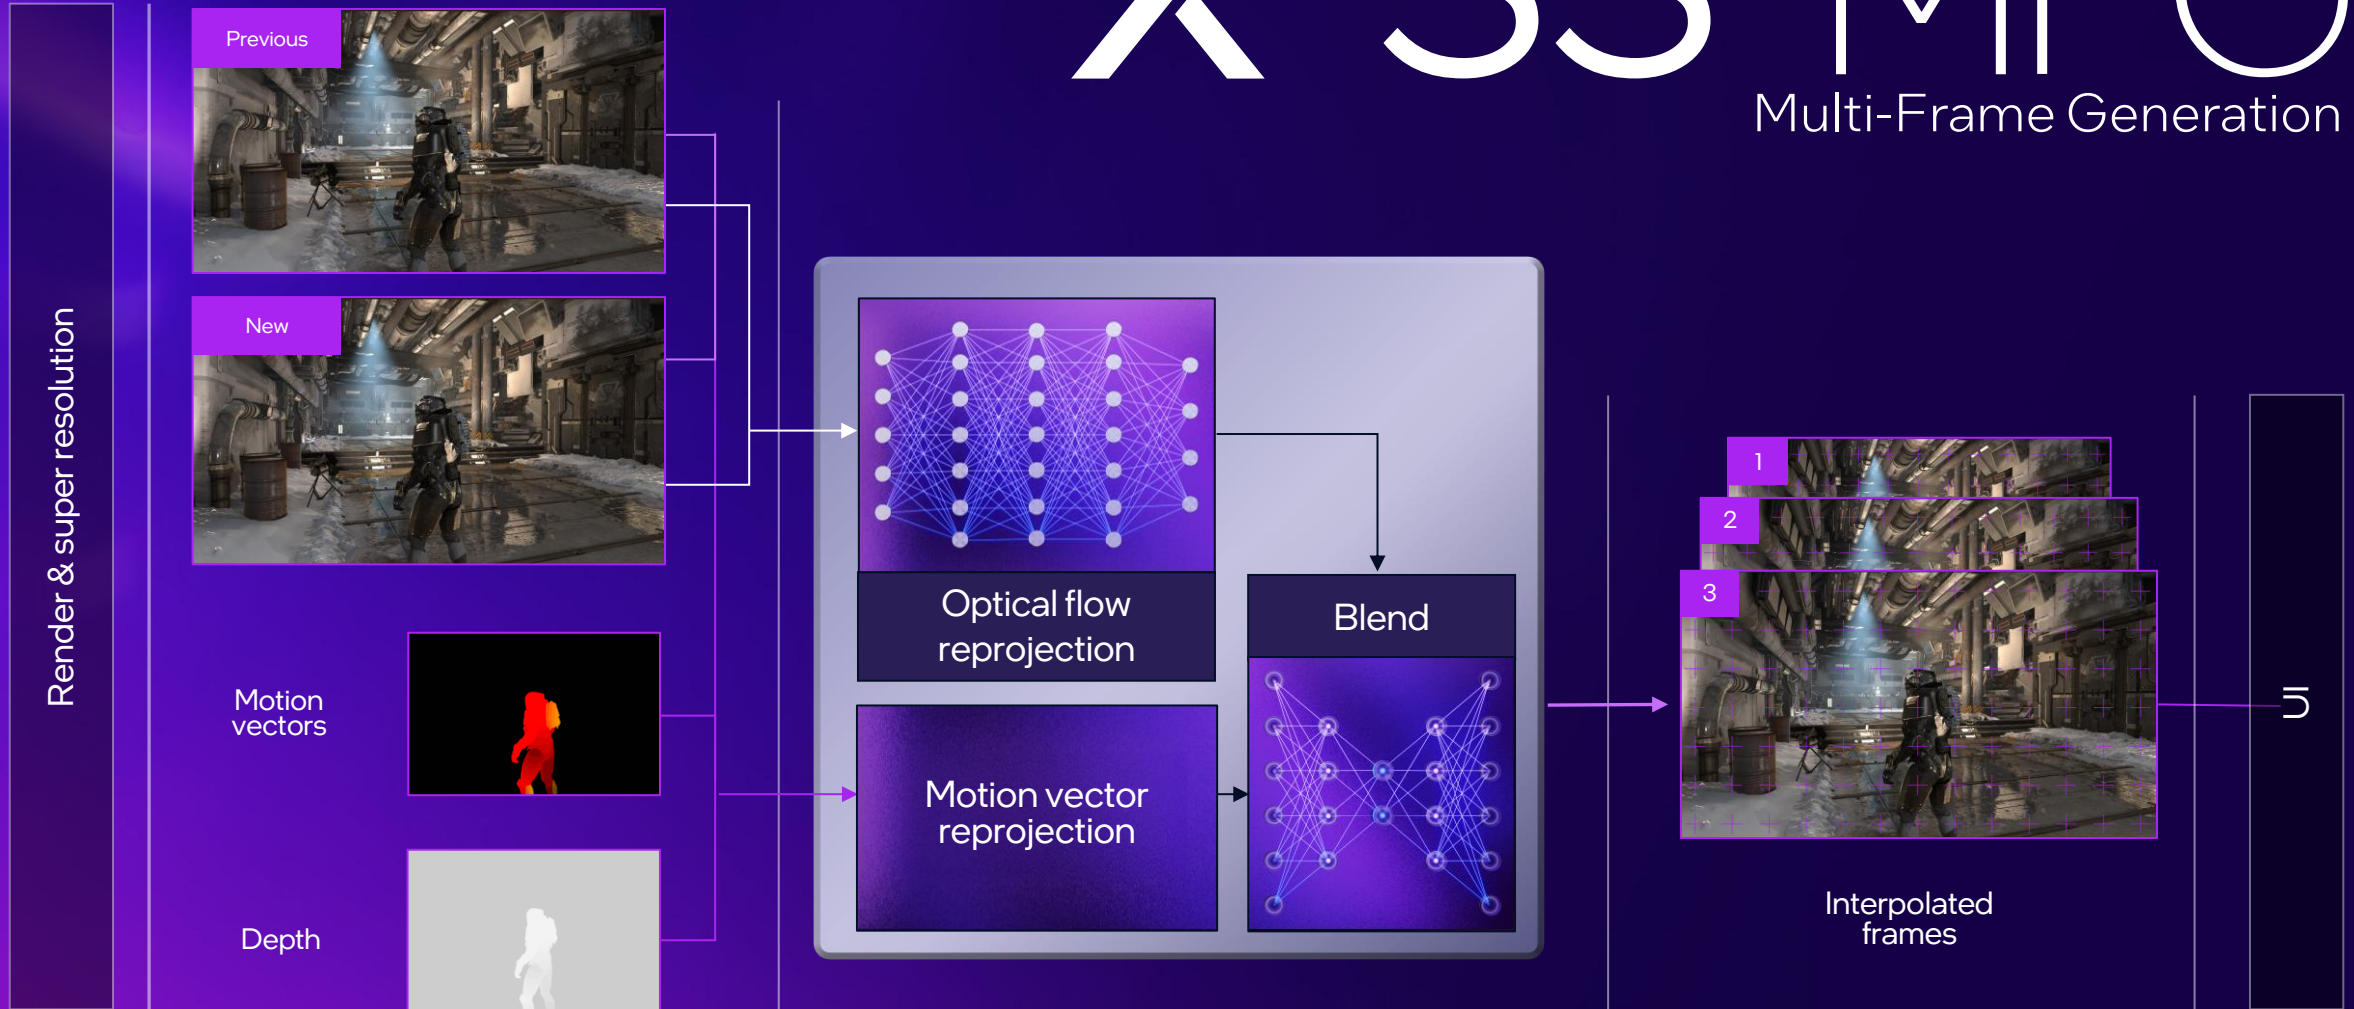 Multi-Frame Generation
Render & super resolution
Previous
New
Motion
vectors
Depth
Optical flow
reprojection
Motion vector
reprojection
Blend
1
2
3
Interpolated
frames
UI